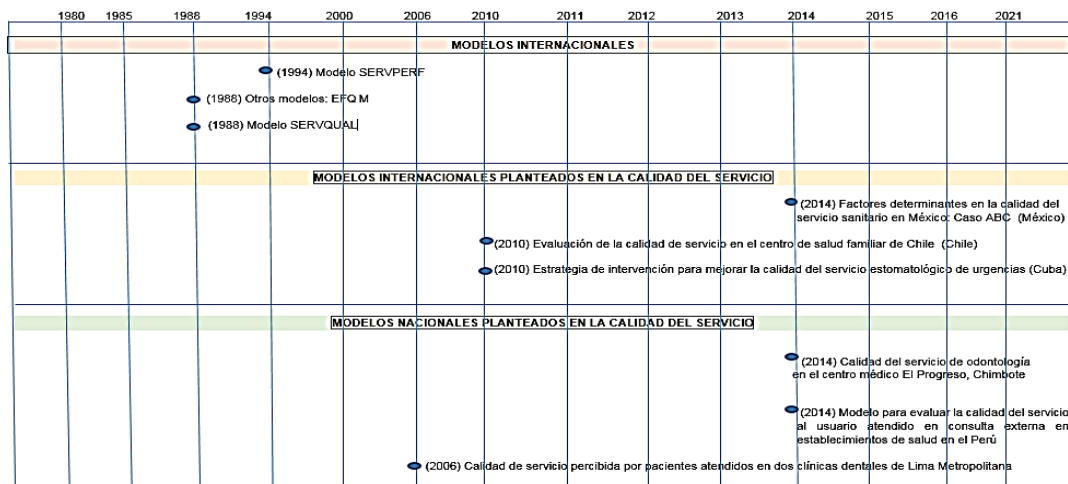 1980 1985 1988 1994 2000 2006 2010 2011 2012 2013 2014 2015 2016 2021
MODELOS INTERNACIONALES
(1994) Modelo SERVPERF
(1988) Otros modelos: EFQM
(1988) Modelo SERVQUAL
MODELOS INTERNACIONALES PLANTEADOS EN LA CALIDAD DEL SERVICIO
(2014) Factores determinantes en la calidad del
servicio sanitario en México: Caso ABC (México)
(2010) Evaluación de la calidad de servicio en el centro de salud familiar de Chile (Chile)
(2010) Estrategia de intervención para mejorar la calidad del servicio estomatológico de urgencias (Cuba)
MODELOS NACIONALES PLANTEADOS EN LA CALIDAD DEL SERVICIO
(2014) Calidad del servicio de odontología
en el centro médico El Progreso, Chimbote
(2014) Modelo para evaluar la calidad del servicio
al usuario atendido en consulta externa en
establecimientos de salud en el Perú
(2006) Calidad de servicio percibida por pacientes atendidos en dos clínicas dentales de Lima Metropolitana